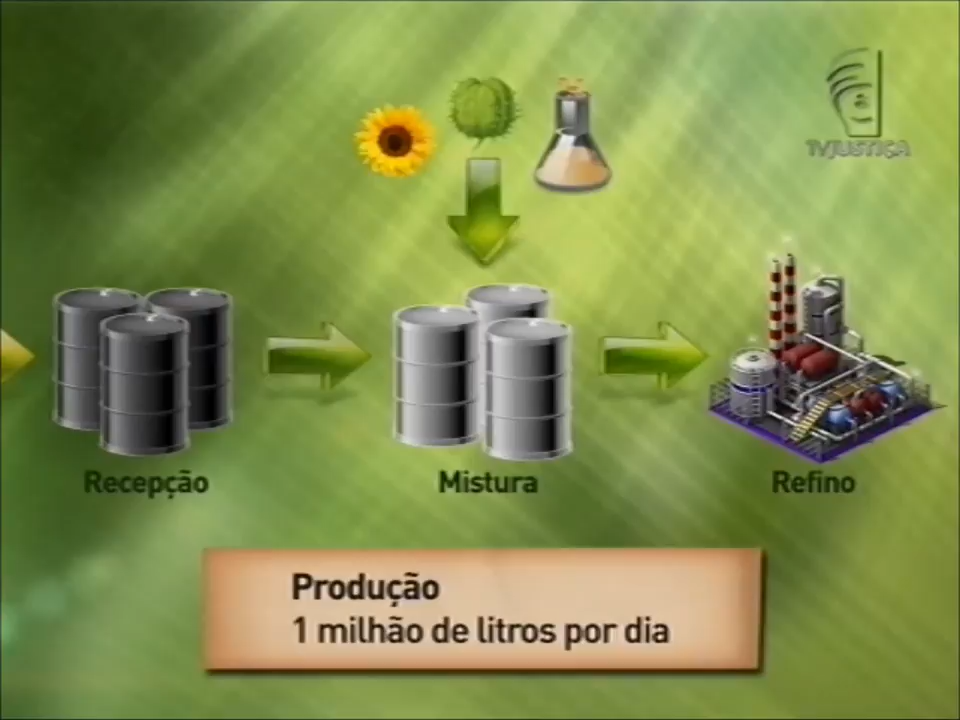 TVJUSTIÇA
Recepção
Mistura
Refino
Produção
1 milhão de litros por dia